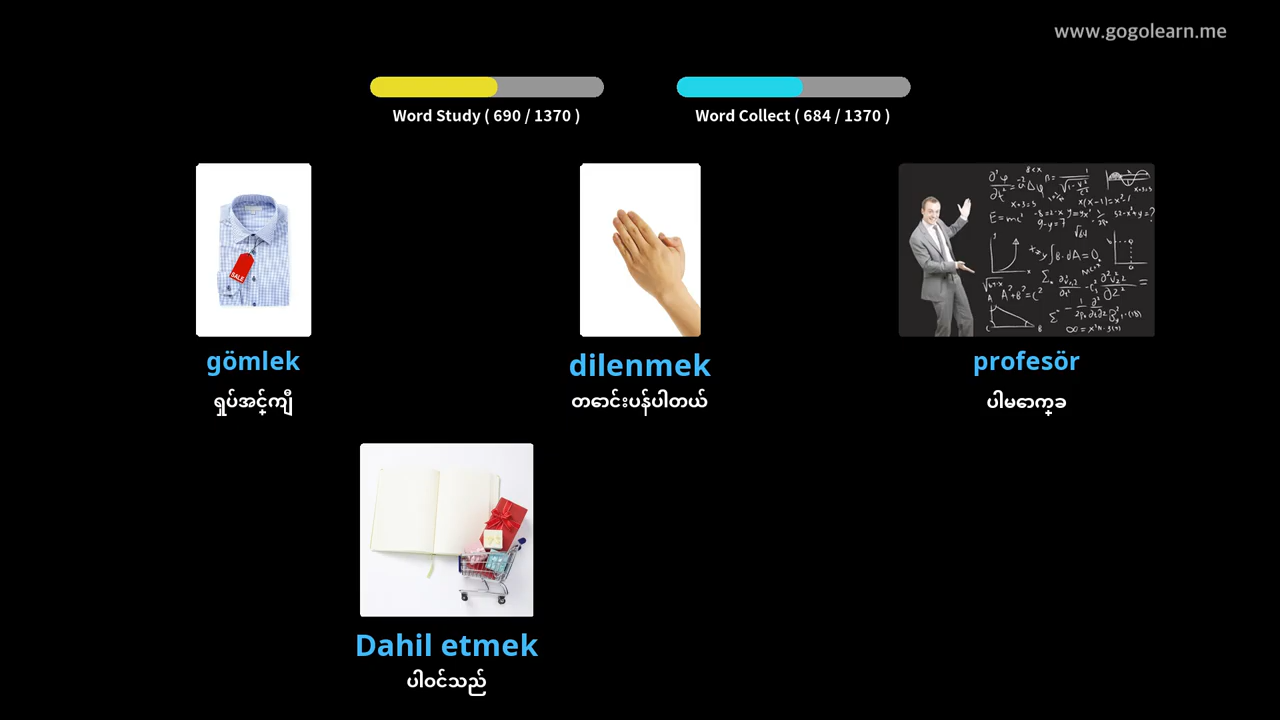 www.gogolearn.me
Word Study ( 690 / 1370 )
Word Collect ( 684 / 1370 )
SALE
gömlek
ရှပ်အင်္ကျီ
dilenmek
တောင်းပန်ပါတယ်
profesör
ပါမောက္ခ
Dahil etmek
ပါဝင်သည်